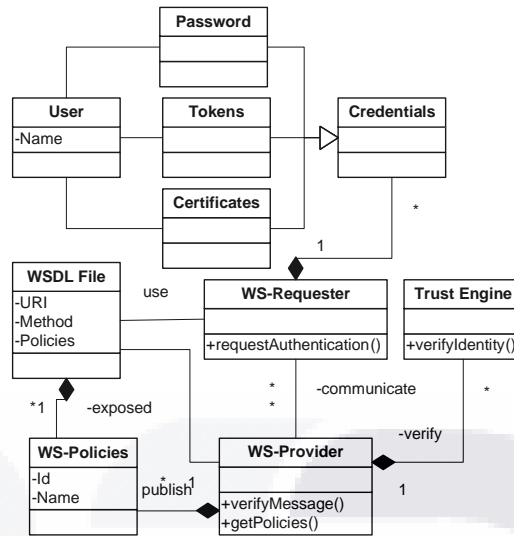 Password
User
-Name
Tokens
Credentials
Certificates
*
1
WSDL File
-URI
-Method
-Policies
use
WS-Requester
+requestAuthentication()
Trust Engine
+verifyIdentity()
*
*
-communicate
*
*1
-exposed
-verify
WS-Policies
-Id
-Name
*
publish
1
WS-Provider
+verifyMessage()
+getPolicies()
1